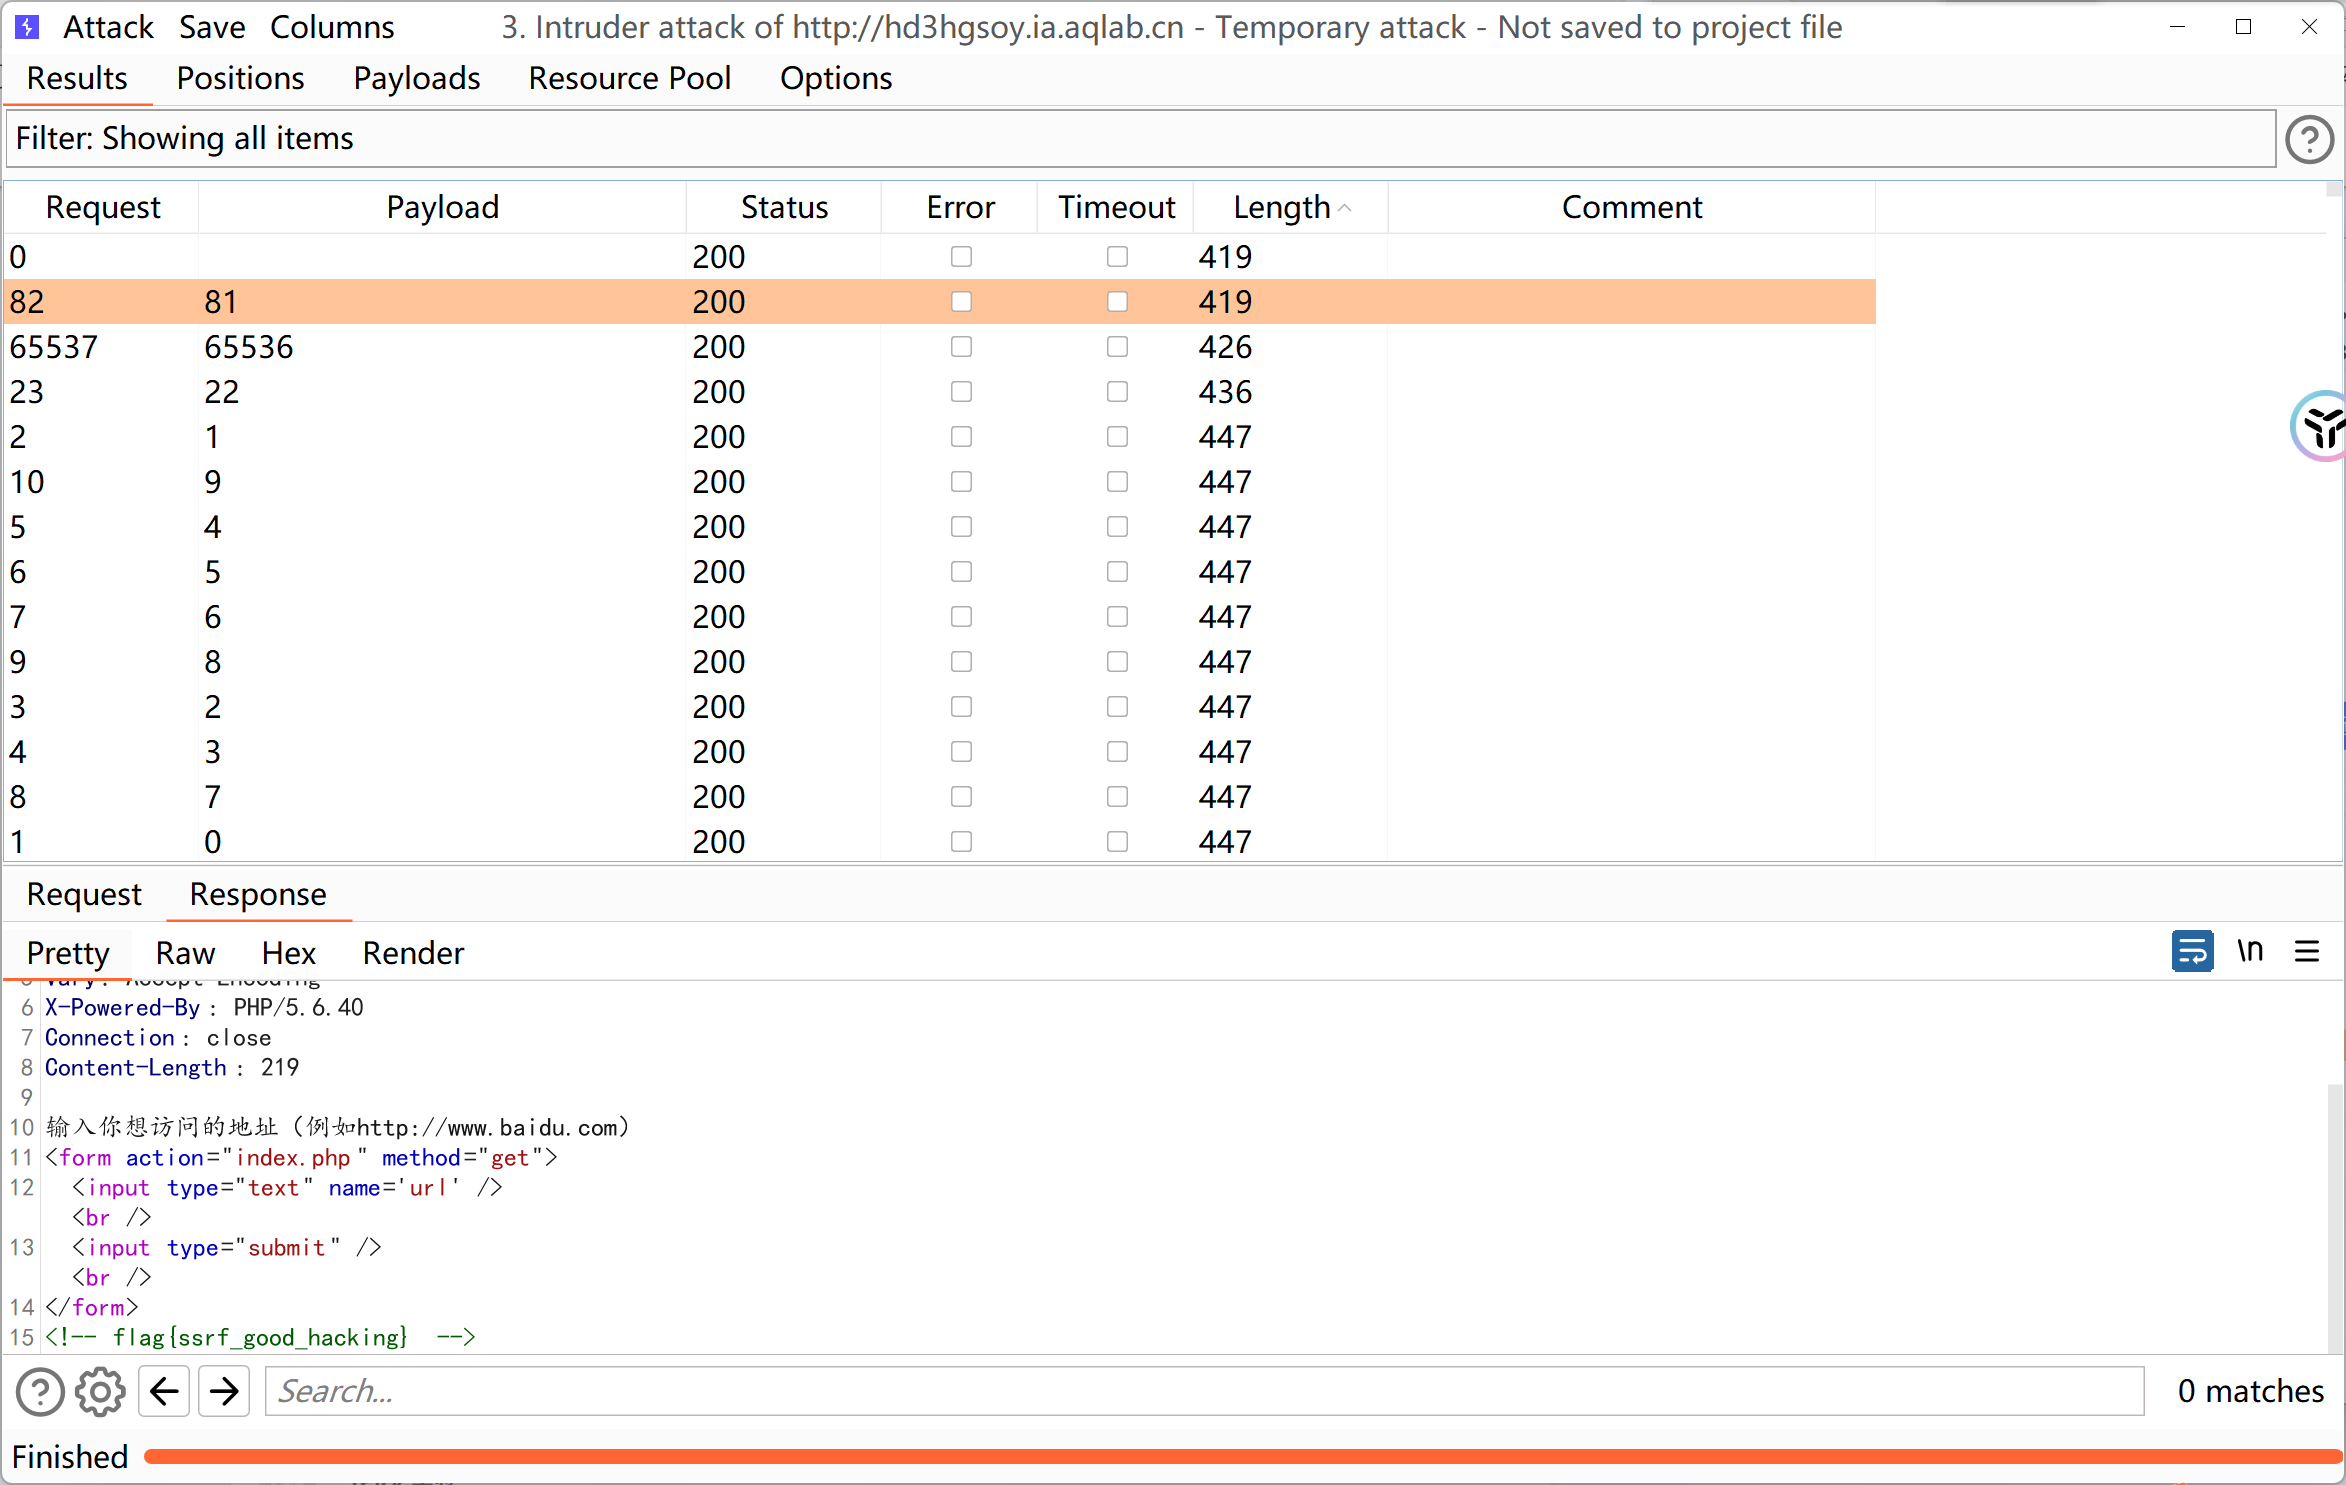 Attack Save Columns 3. Intruder attack of http://hd3hgsoy.ia.aqlab.cn - Temporary attack - Not saved to project file
Results Positions Payloads Resource Pool Options
Filter: Showing all items
Request Payload Status Error Timeout Length Comment
0 200 419
82 81 200 419
65537 65536 200 426
23 22 200 436
2 1 200 447
10 9 200 447
5 4 200 447
6 5 200 447
7 6 200 447
9 8 200 447
3 2 200 447
4 3 200 447
8 7 200 447
1 0 200 447
Request Response
Pretty Raw Hex Render \n
5 Vary: Accept-Encoding
6 X-Powered-By: PHP/5.6.40
7 Connection: close
8 Content-Length: 219
9
10 输入你想访问的地址（例如http://www.baidu.com）
11 <form action="index.php" method="get">
12 <input type="text" name='url' />
<br />
13 <input type="submit" />
<br />
14 </form>
15 <!-- flag{ssrf_good_hacking} -->
Search... 0 matches
Finished